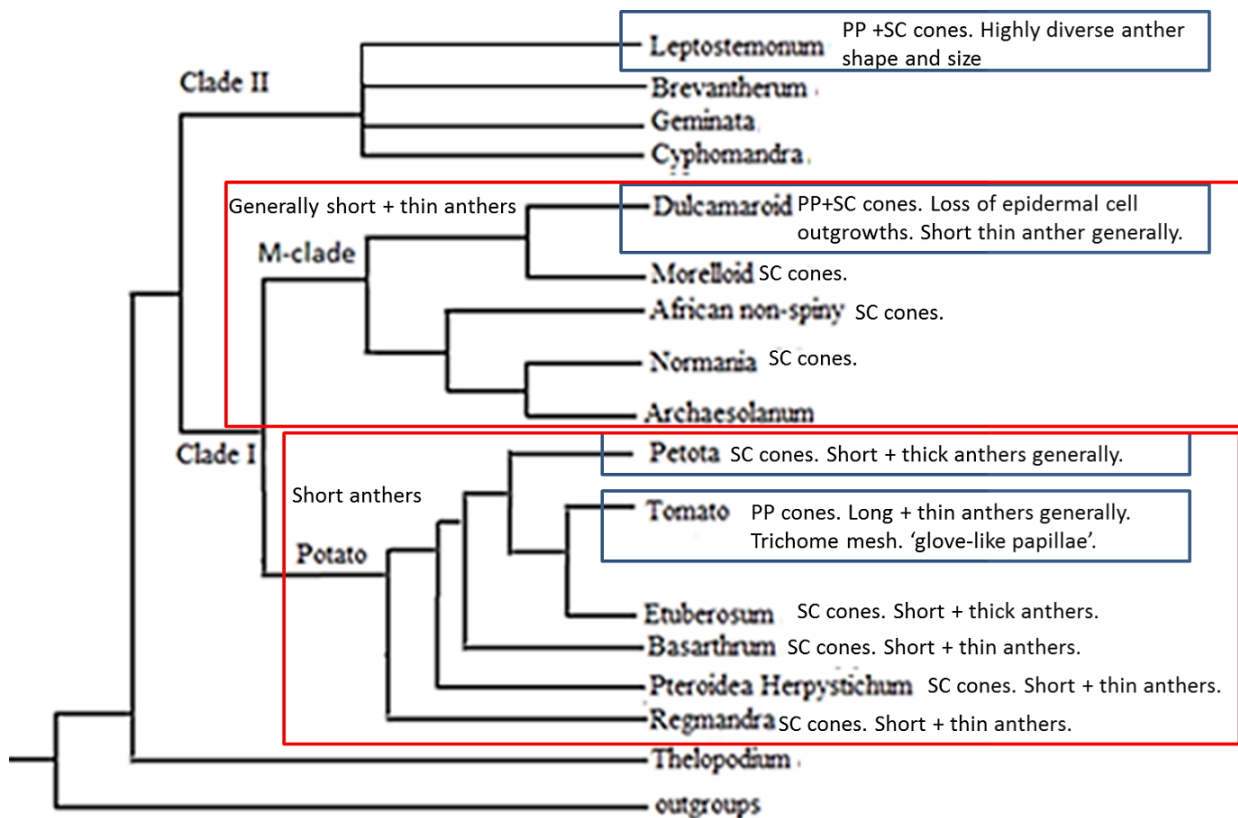 PP +SC cones. Highly diverse anther
Leptostemonum shape and size
Clade II
Brevantherum
Geminata
Cyphomandra
Generally short + thin anthers
Dulcamaroid PP+SC cones. Loss of epidermal cell
outgrowths. Short thin anther generally.
M-clade
Morelloid SC cones.
African non-spiny SC cones.
Normania SC cones.
Archaesolanum
Clade I
Petota SC cones. Short + thick anthers generally.
Short anthers
Tomato PP cones. Long + thin anthers generally.
Trichome mesh. ‘glove-like papillae’.
Potato
Etuberosum SC cones. Short + thick anthers.
Basarthrum SC cones. Short + thin anthers.
Pteroidea Herpystichum SC cones. Short + thin anthers.
Regmandra SC cones. Short + thin anthers.
Thelopodium
outgroups